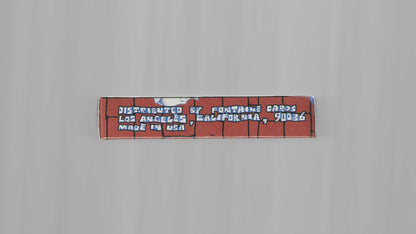 DISTRIBUTED BY FONTAINE CARDS
LOS ANGELES, CALIFORNIA, 90036
MADE IN USA